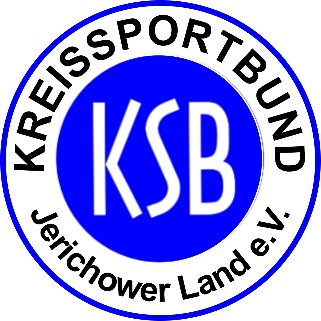 KREISSPORTBUND
KSB
Jerichower Land e.V.